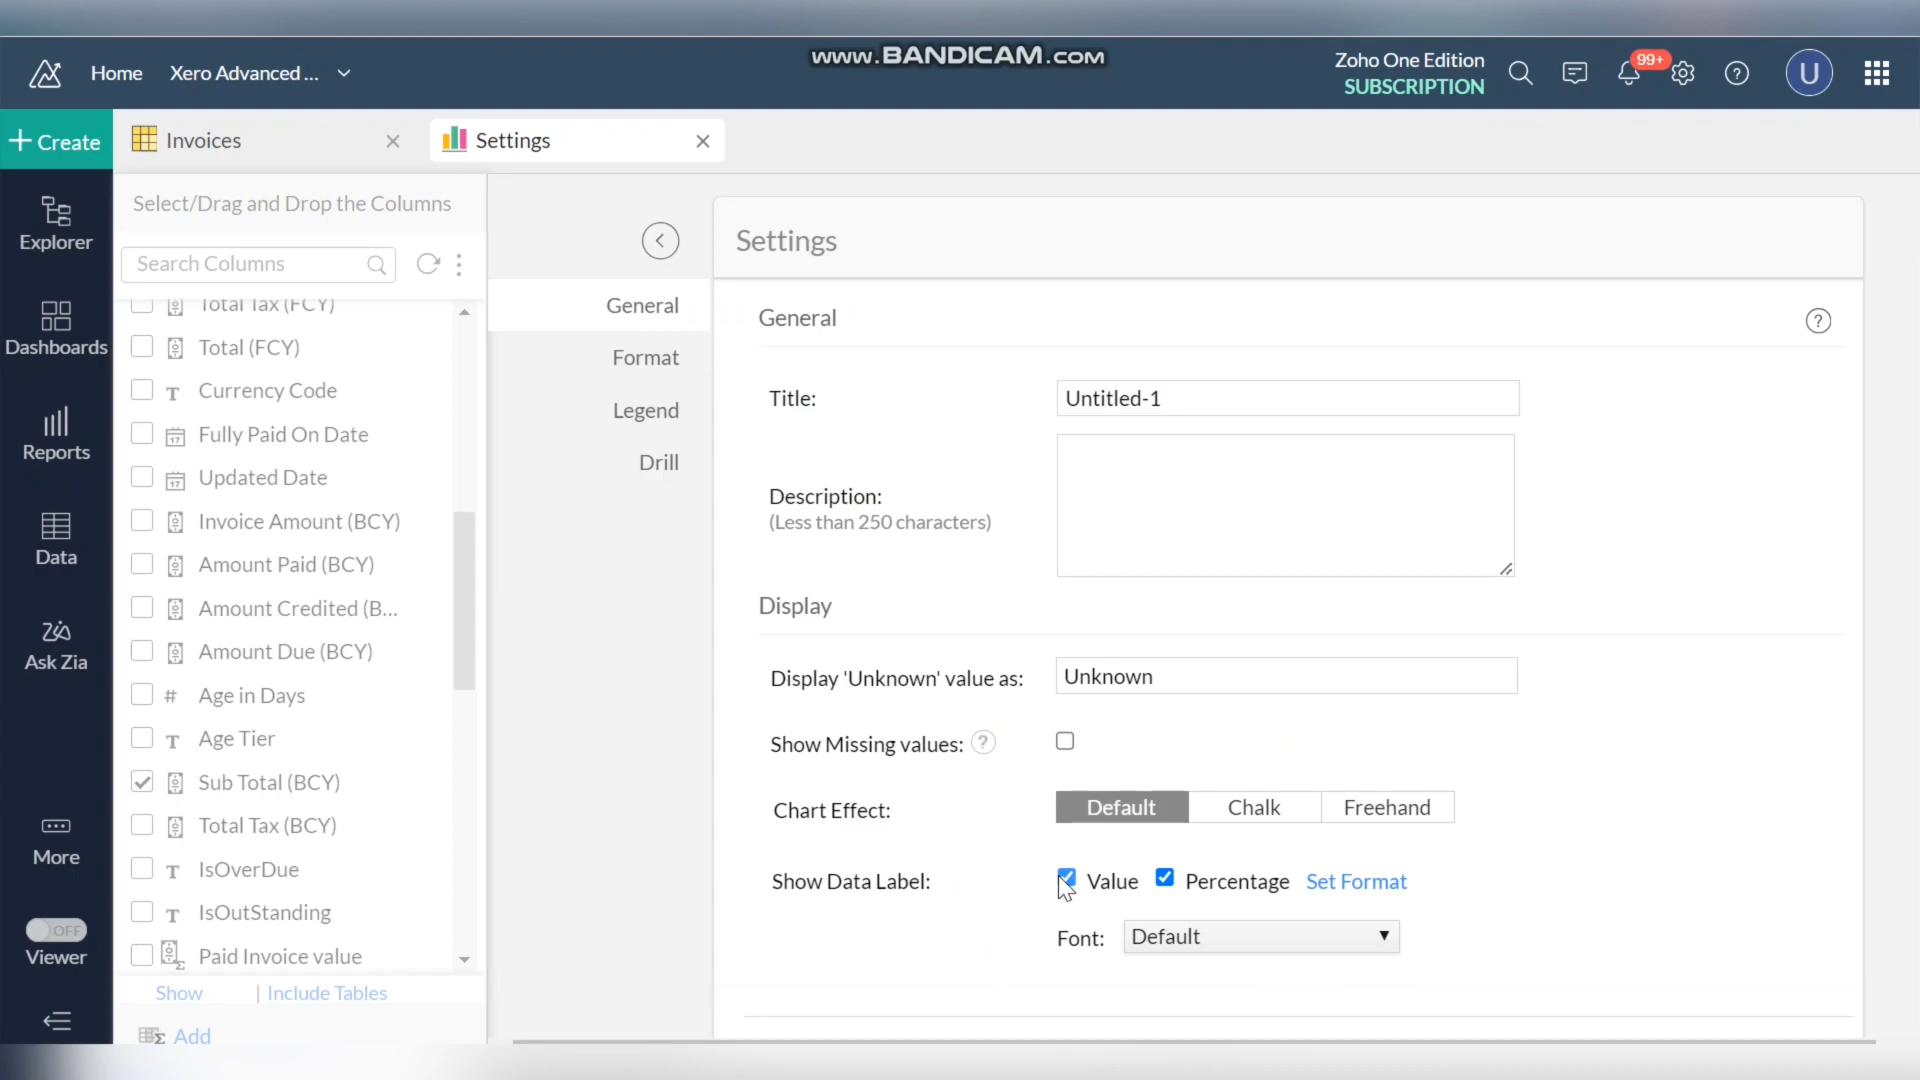 www.BANDICAM.com
Home
Xero Advanced ...
Zoho One Edition
SUBSCRIPTION
99+
U
+ Create
Invoices
Settings
Explorer
Dashboards
Reports
Data
Ask Zia
More
OFF
Viewer
Select/Drag and Drop the Columns
Search Columns
Total Tax (FCY)
Total (FCY)
T Currency Code
17 Fully Paid On Date
17 Updated Date
Invoice Amount (BCY)
Amount Paid (BCY)
Amount Credited (B...
Amount Due (BCY)
# Age in Days
T Age Tier
Sub Total (BCY)
Total Tax (BCY)
T IsOverDue
T IsOutStanding
Paid Invoice value
Show | Include Tables
Add
General
Format
Legend
Drill
Settings
General
?
Title:
Untitled-1
Description:
(Less than 250 characters)
Display
Display 'Unknown' value as:
Unknown
Show Missing values: ?
Chart Effect:
Default
Chalk
Freehand
Show Data Label:
Value
Percentage
Set Format
Font:
Default